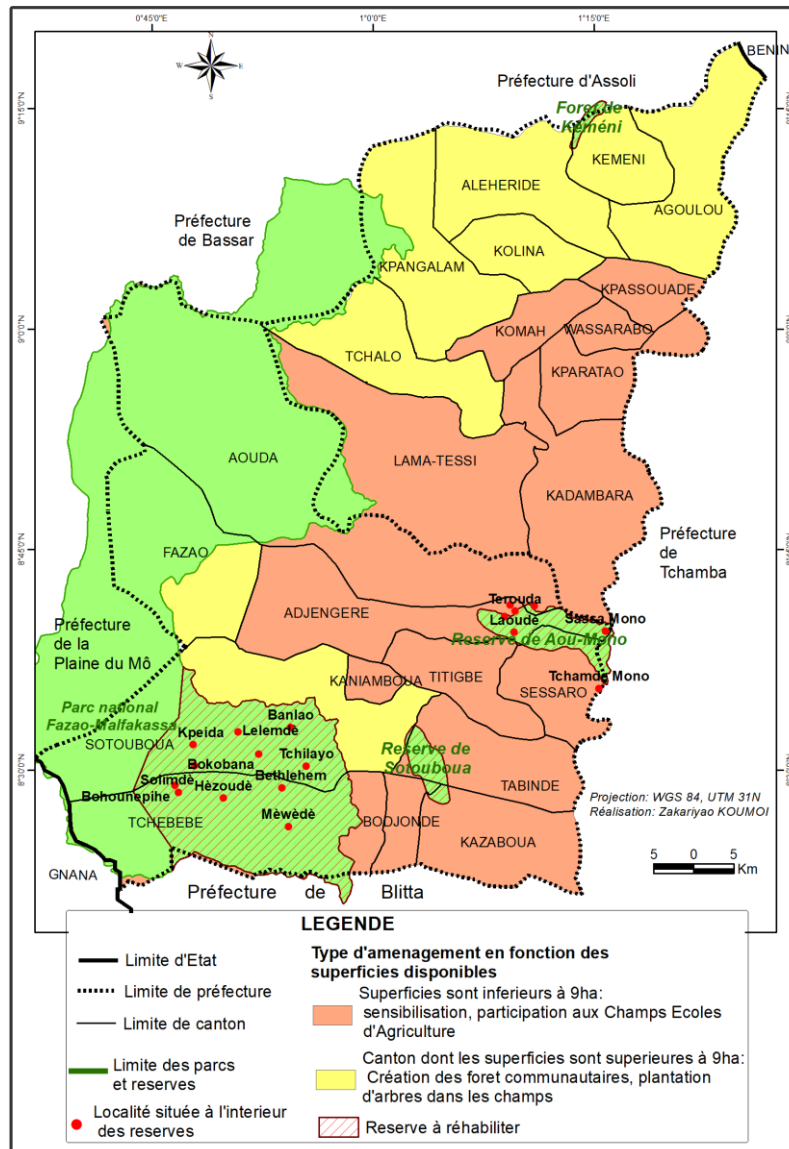 0°45'0"E
1°0'0"E
1°15'0"E
N
W
E
S
BENIN
Préfecture d'Assoli
9°15'0"N
Foret de
Kéméni
KEMENI
ALEHERIDE
AGOULOU
Préfecture
de Bassar
KOLINA
KPANGALAM
KPASSOUADE
9°0'0"N
KOMAH
WASSARABO
TCHALO
KPARATAO
AOUDA
LAMA-TESSI
KADAMBARA
8°45'0"N
FAZAO
Préfecture
de
Tchamba
Terouda
ADJENGERE
Laoudè
Sassa Mono
Reserve de Aou-Mono
Préfecture
de la
Plaine du Mô
KANIAMBOUA
TITIGBE
Tchamde Mono
SESSARO
Parc national
Fazao-Malfakassa
Banlao
Kpeida
Lelemdè
SOTOUBOUA
Tchilayo
Reserve de
Sotouboua
Bokobana
8°30'0"N
Solimdè
Bethlehem
TABINDE
Bohounepihe
Hèzoudè
Projection: WGS 84, UTM 31N
Réalisation: Zakariyao KOUMOI
TCHEBEBE
Mèwèdè
BODJONDE
KAZABOUA
5 0 5
Km
GNANA
Préfecture de Blitta
LEGENDE
Limite d'Etat
Limite de préfecture
Limite de canton
Limite des parcs
et reserves
Localité située à l'interieur
des reserves
Type d'amenagement en fonction des
superficies disponibles
Superficies sont inferieurs à 9ha:
sensibilisation, participation aux Champs Ecoles
d'Agriculture
Canton dont les superficies sont superieures à 9ha:
Création des foret communautaires, plantation
d'arbres dans les champs
Reserve à réhabiliter